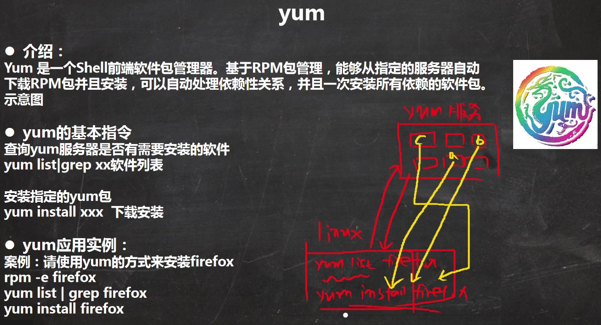 yum
● 介绍：
Yum 是一个Shell前端软件包管理器。基于RPM包管理，能够从指定的服务器自动
下载RPM包并且安装，可以自动处理依赖性关系，并且一次安装所有依赖的软件包。
示意图
● yum的基本指令
查询yum服务器是否有需要安装的软件
yum list|grep xx软件列表
安装指定的yum包
yum install xxx 下载安装
● yum应用实例：
案例：请使用yum的方式来安装firefox
rpm -e firefox
yum list | grep firefox
yum install firefox
yum
yum
C
a
b
linux
yum firefox
yum install firefox